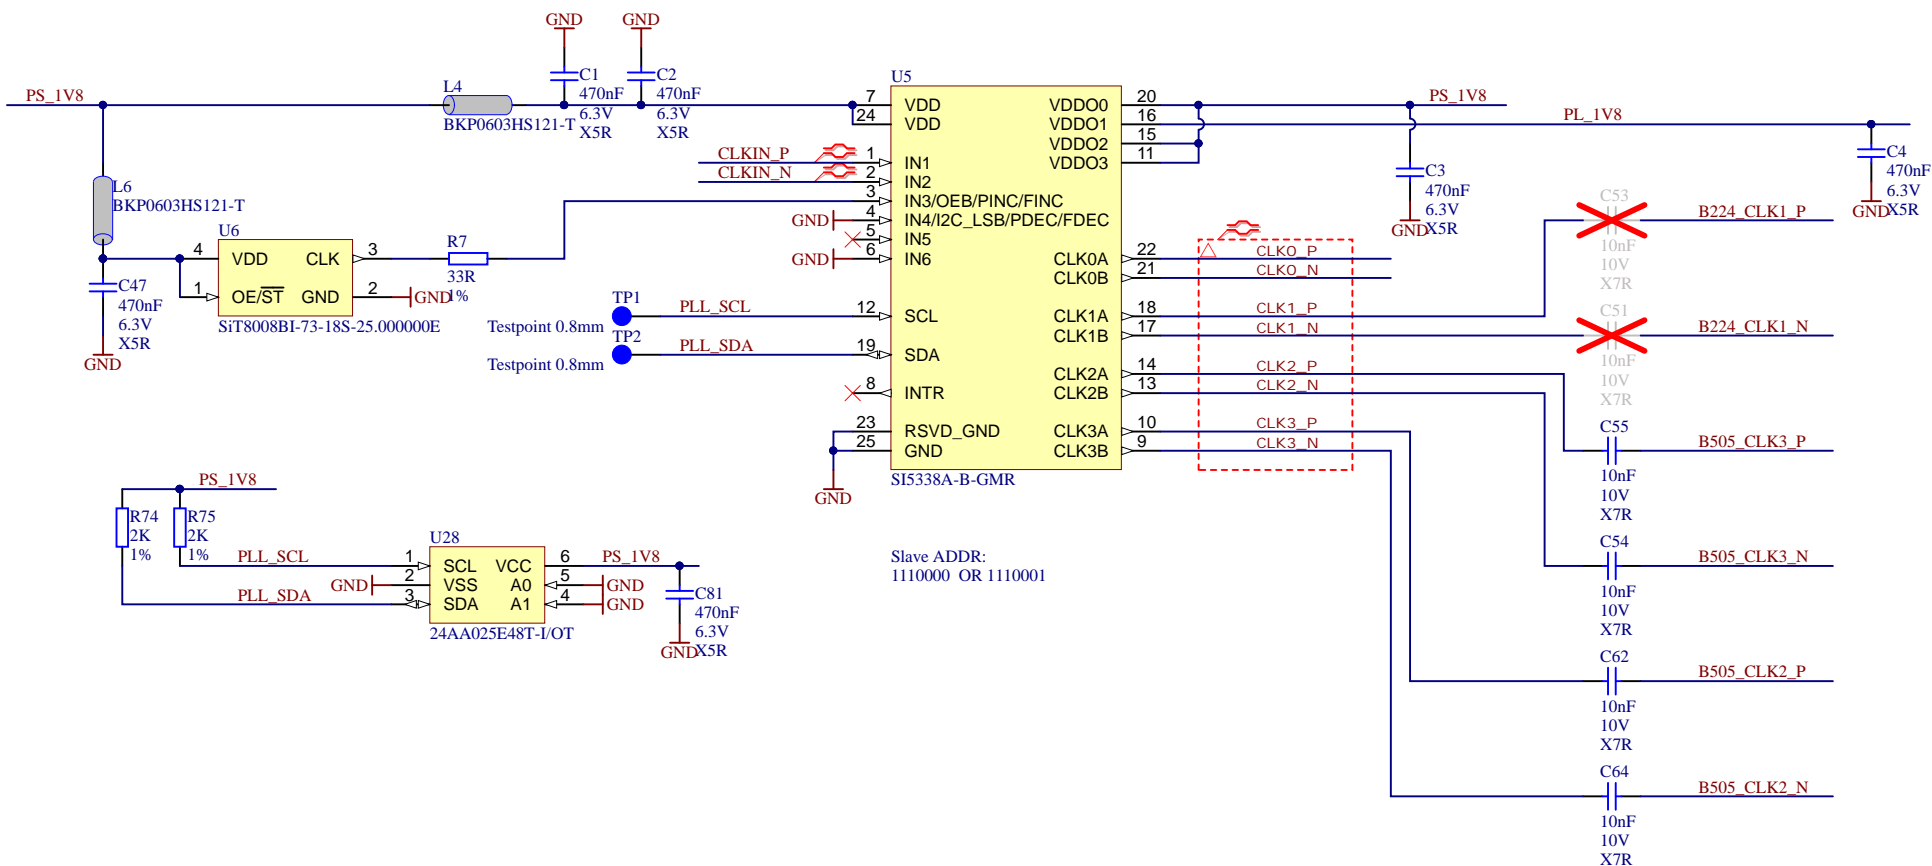 GND
GND
PS_1V8
L4
BKP0603HS121-T
C1
470nF
6.3V
X5R
C2
470nF
6.3V
X5R
L6
BKP0603HS121-T
U6
4
VDD
CLK
3
1
OE/ST
GND
2
GND
SiT8008BI-73-18S-25.000000E
C47
470nF
6.3V
X5R
GND
R7
33R
1%
CLKIN_P
CLKIN_N
GND
GND
TP1
Testpoint 0.8mm
PLL_SCL
TP2
Testpoint 0.8mm
PLL_SDA
U5
7
VDD
24
VDD
1
IN1
2
IN2
3
IN3/OEB/PINC/FINC
4
IN4/I2C_LSB/PDEC/FDEC
5
IN5
6
IN6
12
SCL
19
SDA
8
INTR
23
RSVD_GND
25
GND
VDDO0
20
VDDO1
16
VDDO2
15
VDDO3
11
CLK0A
22
CLK0B
21
CLK1A
18
CLK1B
17
CLK2A
14
CLK2B
13
CLK3A
10
CLK3B
9
SI5338A-B-GMR
GND
Slave ADDR:
1110000 OR 1110001
PS_1V8
PL_1V8
C3
470nF
6.3V
X5R
GND
C4
470nF
6.3V
X5R
GND
CLK0_P
CLK0_N
CLK1_P
CLK1_N
CLK2_P
CLK2_N
CLK3_P
CLK3_N
C53
10nF
10V
X7R
B224_CLK1_P
C51
10nF
10V
X7R
B224_CLK1_N
C55
10nF
10V
X7R
B505_CLK3_P
C54
10nF
10V
X7R
B505_CLK3_N
C62
10nF
10V
X7R
B505_CLK2_P
C64
10nF
10V
X7R
B505_CLK2_N
PS_1V8
R74
2K
1%
R75
2K
1%
PLL_SCL
GND
PLL_SDA
U28
1
SCL
VCC
6
2
VSS
A0
5
3
SDA
A1
4
24AA025E48T-I/OT
PS_1V8
GND
GND
C81
470nF
6.3V
X5R
GND